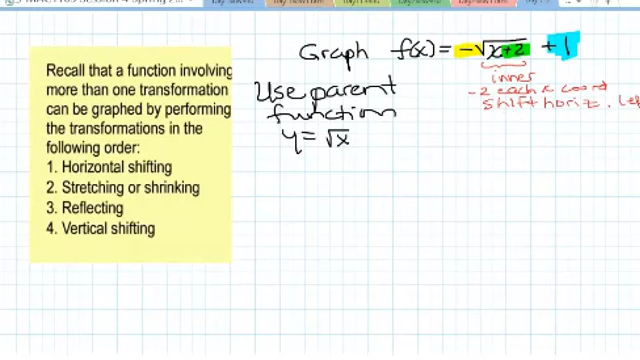 Graph f(x) = -√x+2 + 1
Recall that a function involving
more than one transformation
can be graphed by performing
the transformations in the
following order:
1. Horizontal shifting
2. Stretching or shrinking
3. Reflecting
4. Vertical shifting
Use parent
function
y = √x
inner
-2 each x coord
shift horiz.